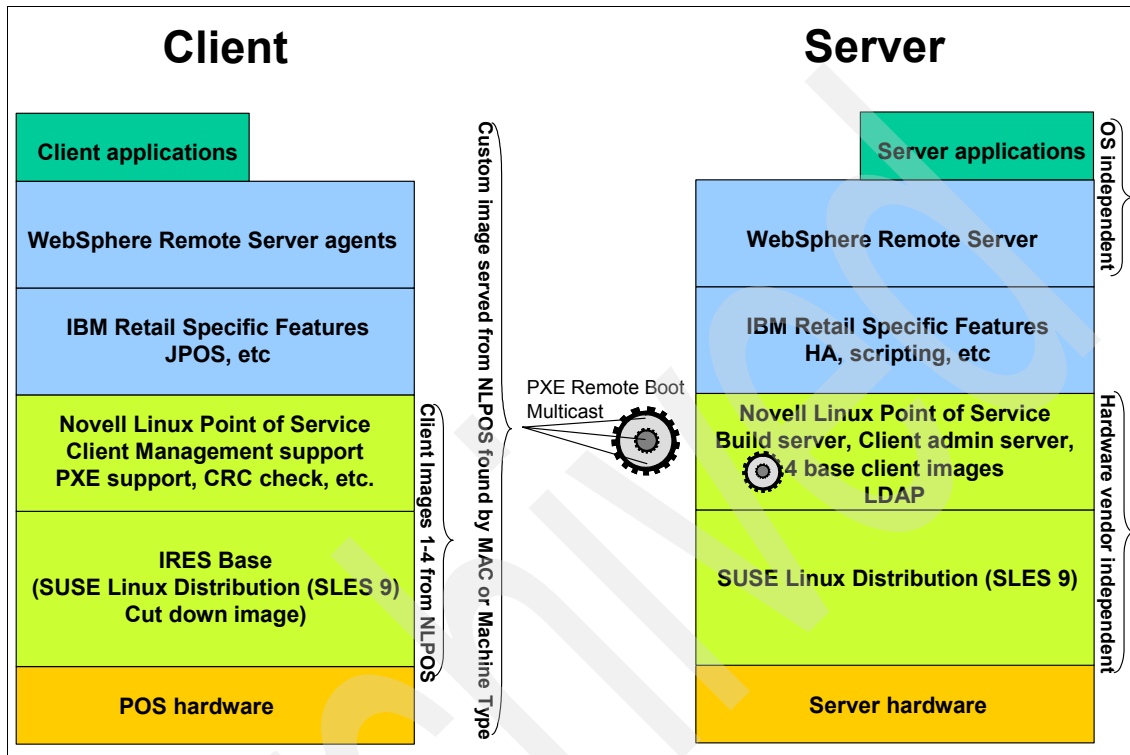 Client
Server
Client applications
WebSphere Remote Server agents
IBM Retail Specific Features
JPOS, etc
Novell Linux Point of Service
Client Management support
PXE support, CRC check, etc.
IRES Base
(SUSE Linux Distribution (SLES 9)
Cut down image)
POS hardware
Client Images 1-4 from NLPOS
Custom image served from NLPOS found by MAC or Machine Type
PXE Remote Boot
Multicast
Server applications
WebSphere Remote Server
IBM Retail Specific Features
HA, scripting, etc
Novell Linux Point of Service
Build server, Client admin server,
4 base client images
LDAP
SUSE Linux Distribution (SLES 9)
Server hardware
OS independent
Hardware vendor independent